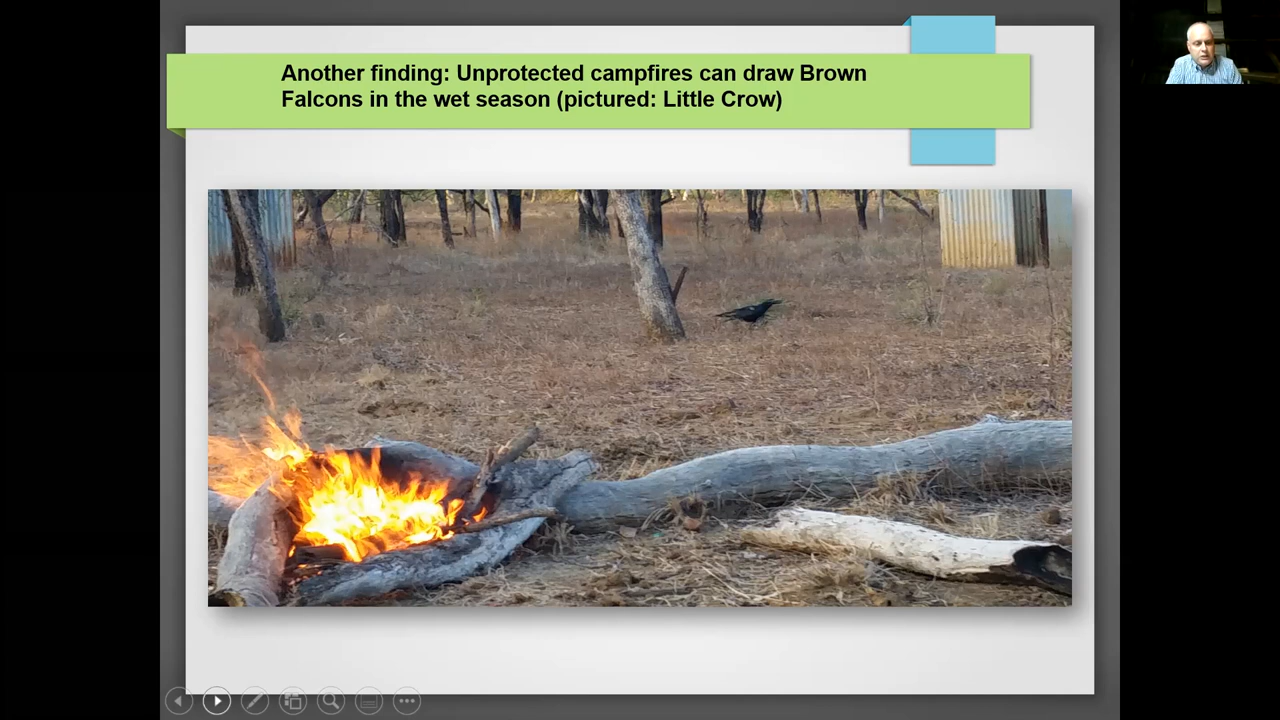 Another finding: Unprotected campfires can draw Brown
Falcons in the wet season (pictured: Little Crow)